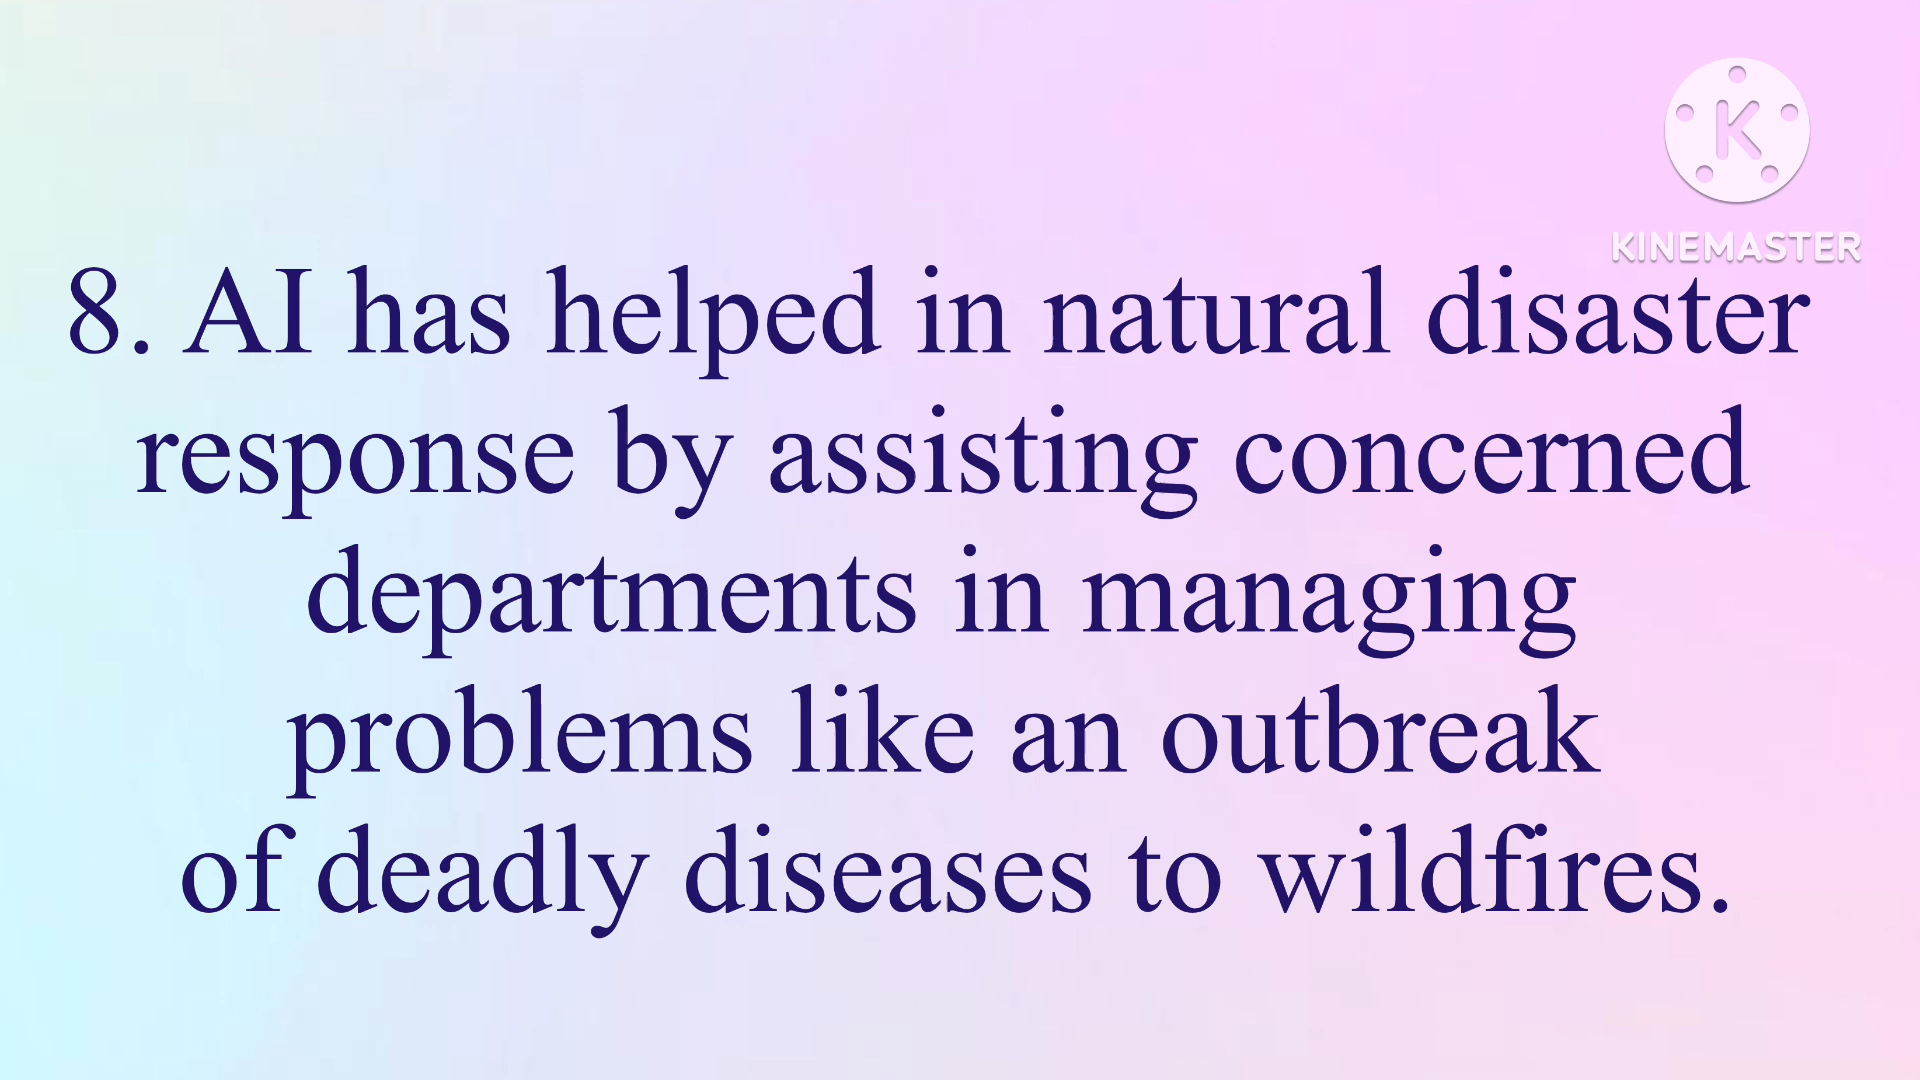 K
KINEMASTER
8. AI has helped in natural disaster
response by assisting concerned
departments in managing
problems like an outbreak
of deadly diseases to wildfires.